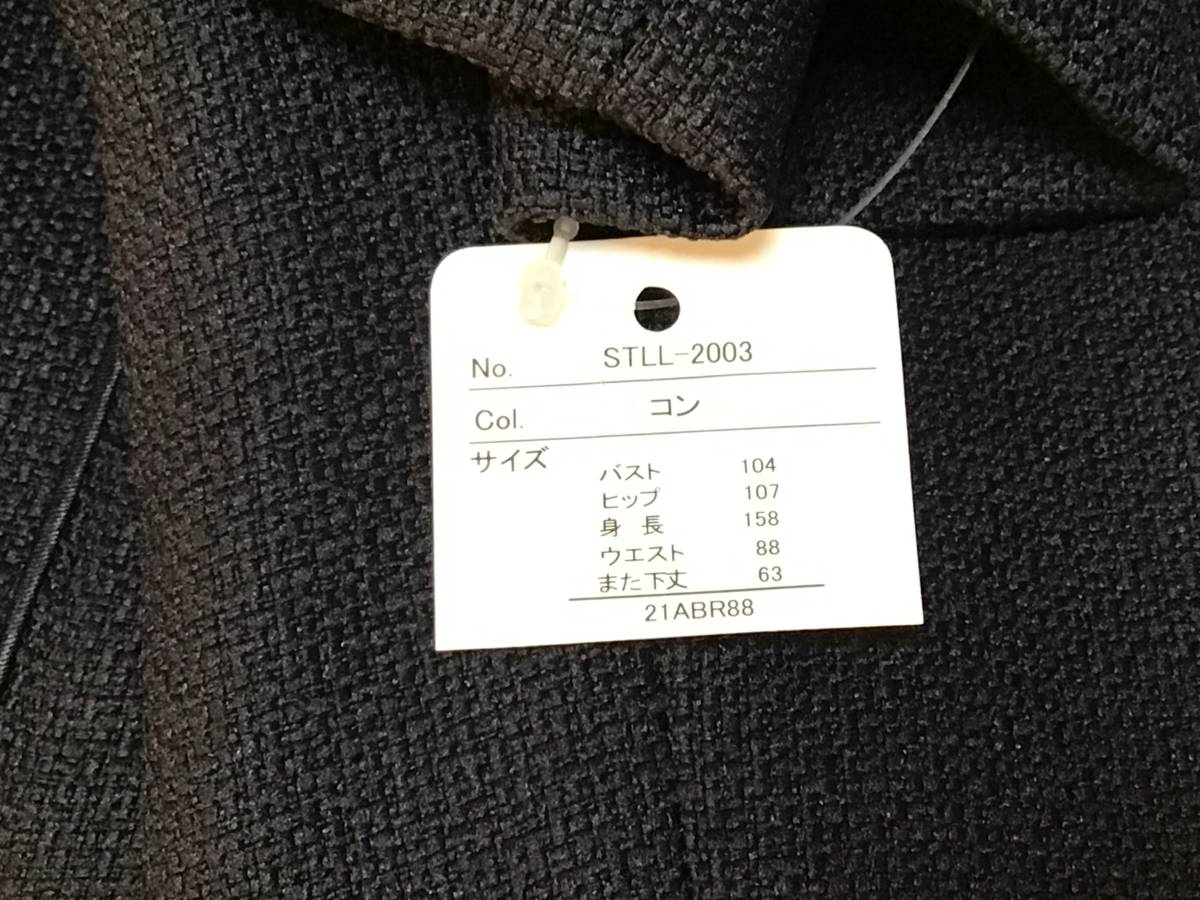 No. STLL-2003
Col. コン
サイズ
バスト 104
ヒップ 107
身 長 158
ウエスト 88
また下丈 63
21ABR88